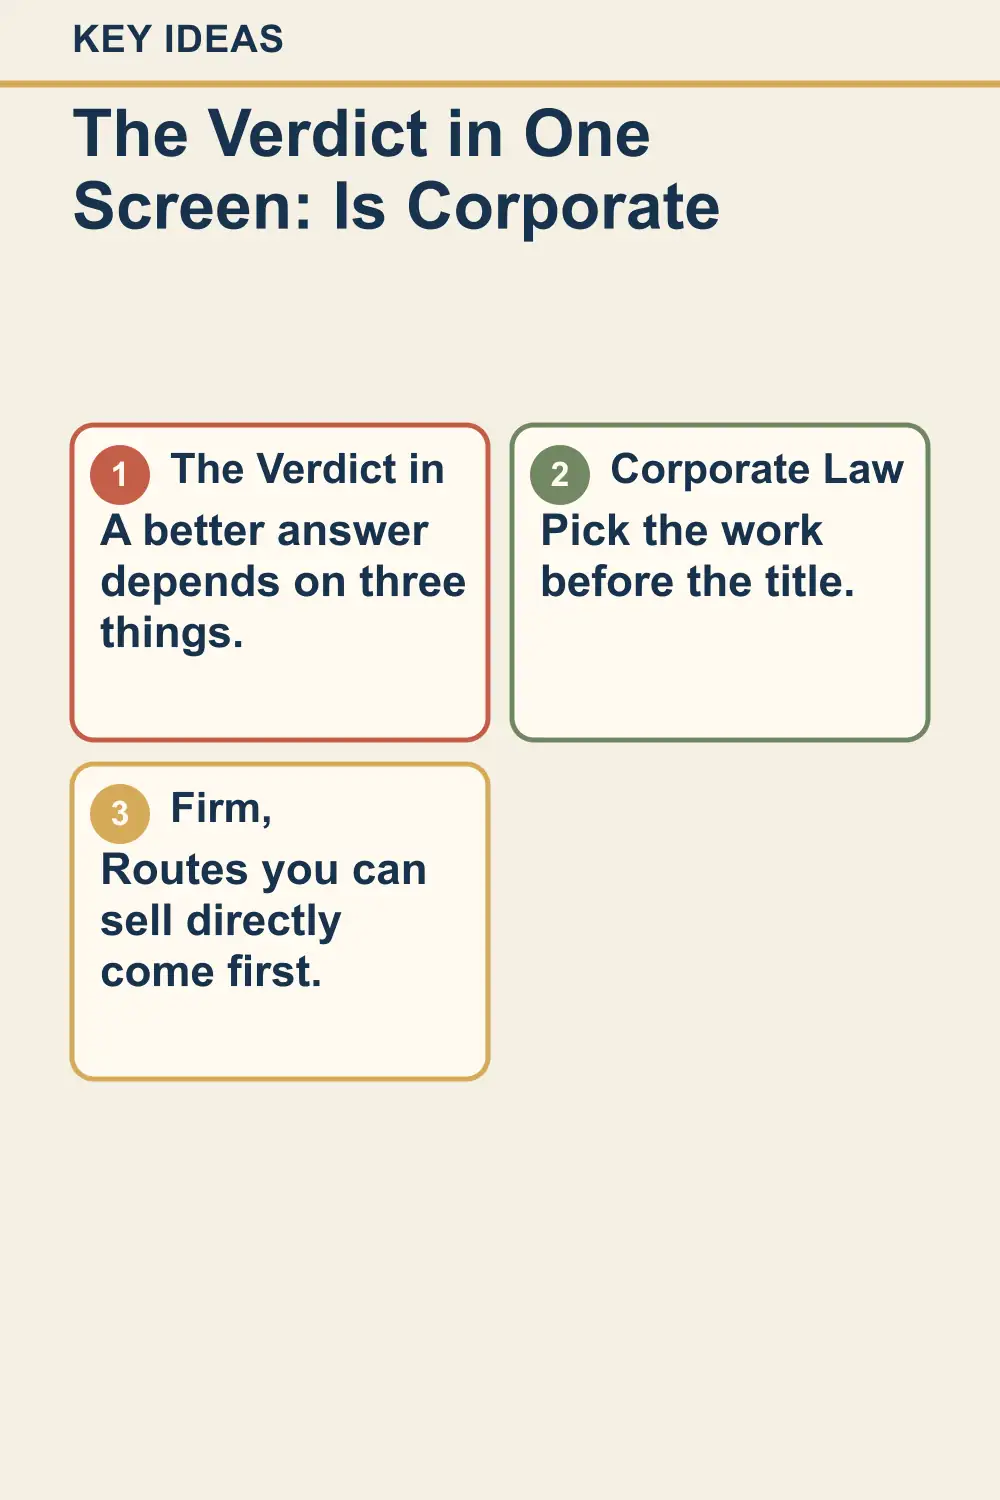 KEY IDEAS
The Verdict in One
Screen: Is Corporate
1 The Verdict in
A better answer
depends on three
things.
2 Corporate Law
Pick the work
before the title.
3 Firm,
Routes you can
sell directly
come first.